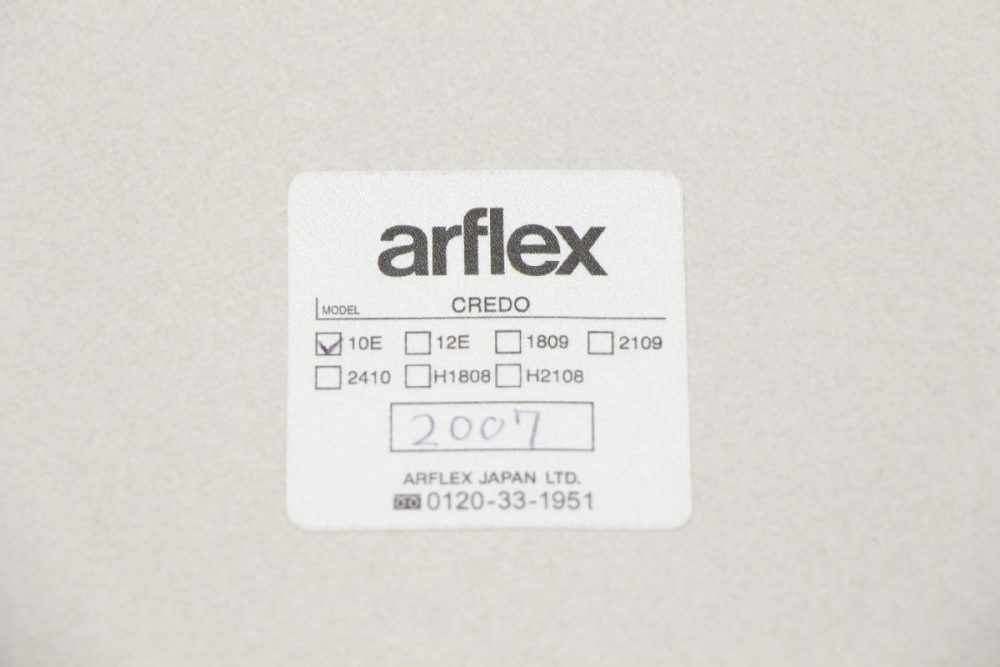 arflex
MODEL CREDO
10E 12E 1809 2109
2410 H1808 H2108
2007
ARFLEX JAPAN LTD.
0120-33-1951